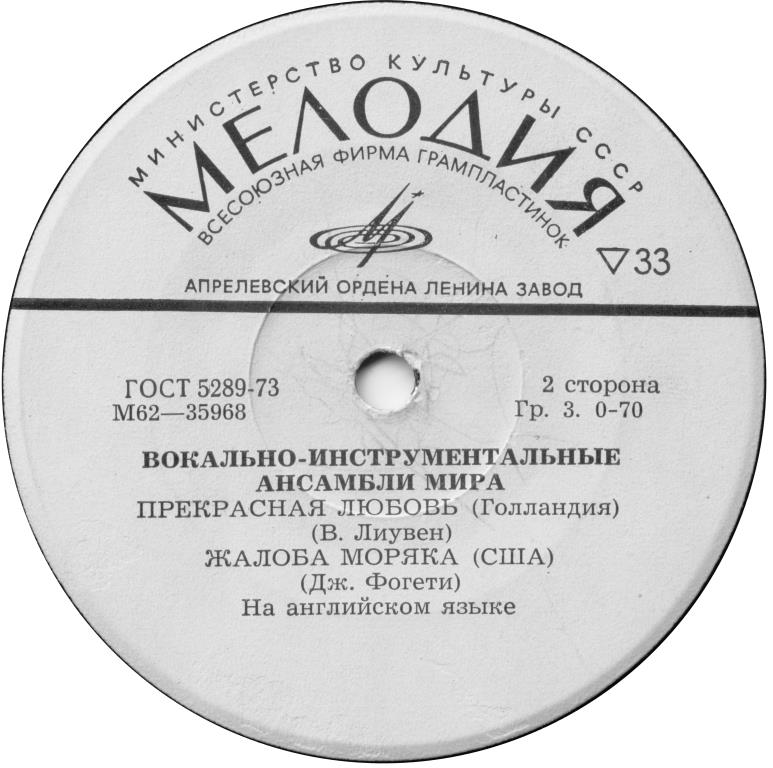 МИНИСТЕРСТВО КУЛЬТУРЫ СССР
МЕЛОДИЯ
ВСЕСОЮЗНАЯ ФИРМА ГРАМПЛАСТИНОК
▽33
АПРЕЛЕВСКИЙ ОРДЕНА ЛЕНИНА ЗАВОД
ГОСТ 5289-73
М62—35968
2 сторона
Гр. 3. 0-70
ВОКАЛЬНО-ИНСТРУМЕНТАЛЬНЫЕ
АНСАМБЛИ МИРА
ПРЕКРАСНАЯ ЛЮБОВЬ (Голландия)
(В. Лиувен)
ЖАЛОБА МОРЯКА (США)
(Дж. Фогети)
На английском языке